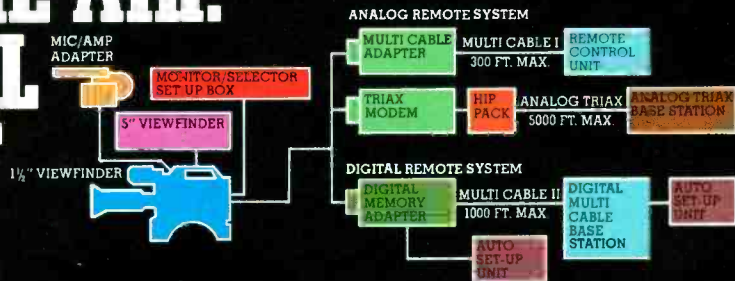 AIR.
L
MIC/AMP
ADAPTER
MONITOR/SELECTOR
SET UP BOX
5" VIEWFINDER
1½" VIEWFINDER
ANALOG REMOTE SYSTEM
MULTI CABLE
ADAPTER
MULTI CABLE I
300 FT. MAX.
REMOTE
CONTROL
UNIT
TRIAX
MODEM
HIP
PACK
ANALOG TRIAX
5000 FT. MAX.
ANALOG TRIAX
BASE STATION
DIGITAL REMOTE SYSTEM
DIGITAL
MEMORY
ADAPTER
MULTI CABLE II
1000 FT. MAX.
DIGITAL
MULTI
CABLE
BASE
STATION
AUTO
SET-UP
UNIT
AUTO
SET-UP
UNIT